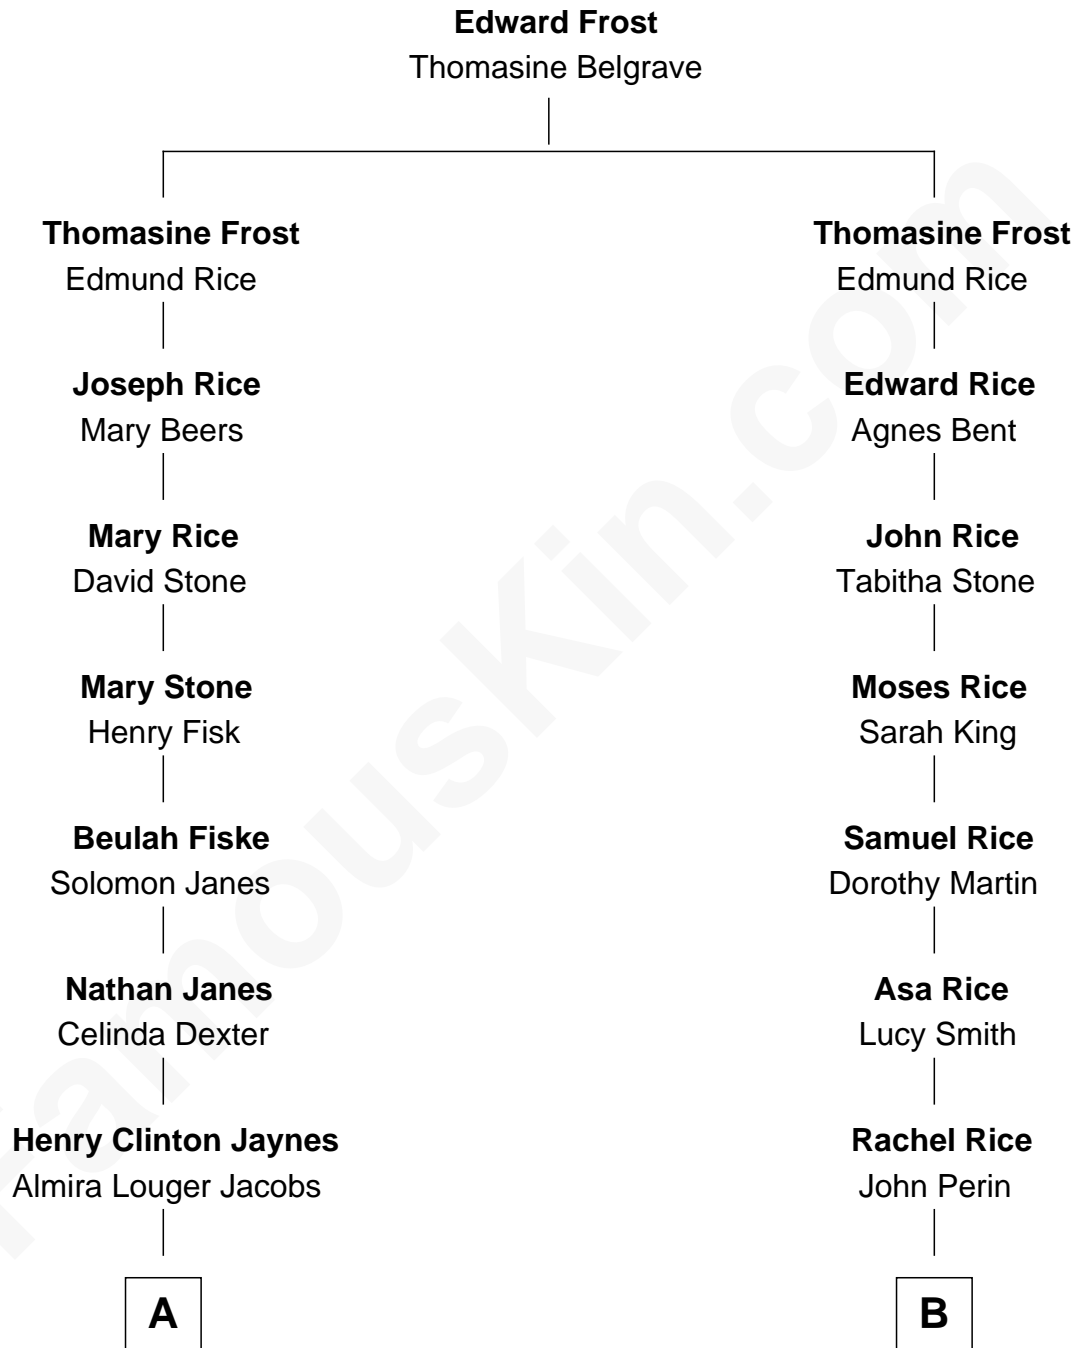 Edward Frost
Thomasine Belgrave
Thomasine Frost
Edmund Rice
Thomasine Frost
Edmund Rice
Joseph Rice
Mary Beers
Edward Rice
Agnes Bent
Mary Rice
David Stone
John Rice
Tabitha Stone
Mary Stone
Henry Fisk
Moses Rice
Sarah King
Beulah Fiske
Solomon Janes
Samuel Rice
Dorothy Martin
Nathan Janes
Celinda Dexter
Asa Rice
Lucy Smith
Henry Clinton Jaynes
Almira Louger Jacobs
Rachel Rice
John Perin
A
B
FamousKin.com